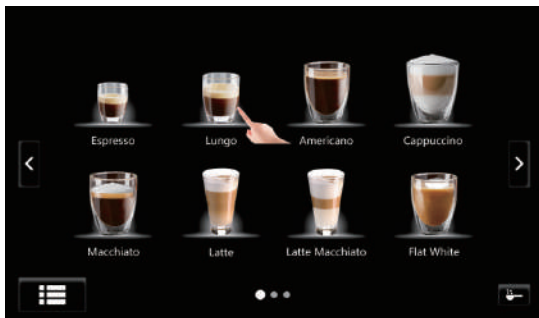 Espresso
Lungo
Americano
Cappuccino
Macchiato
Latte
Latte Macchiato
Flat White